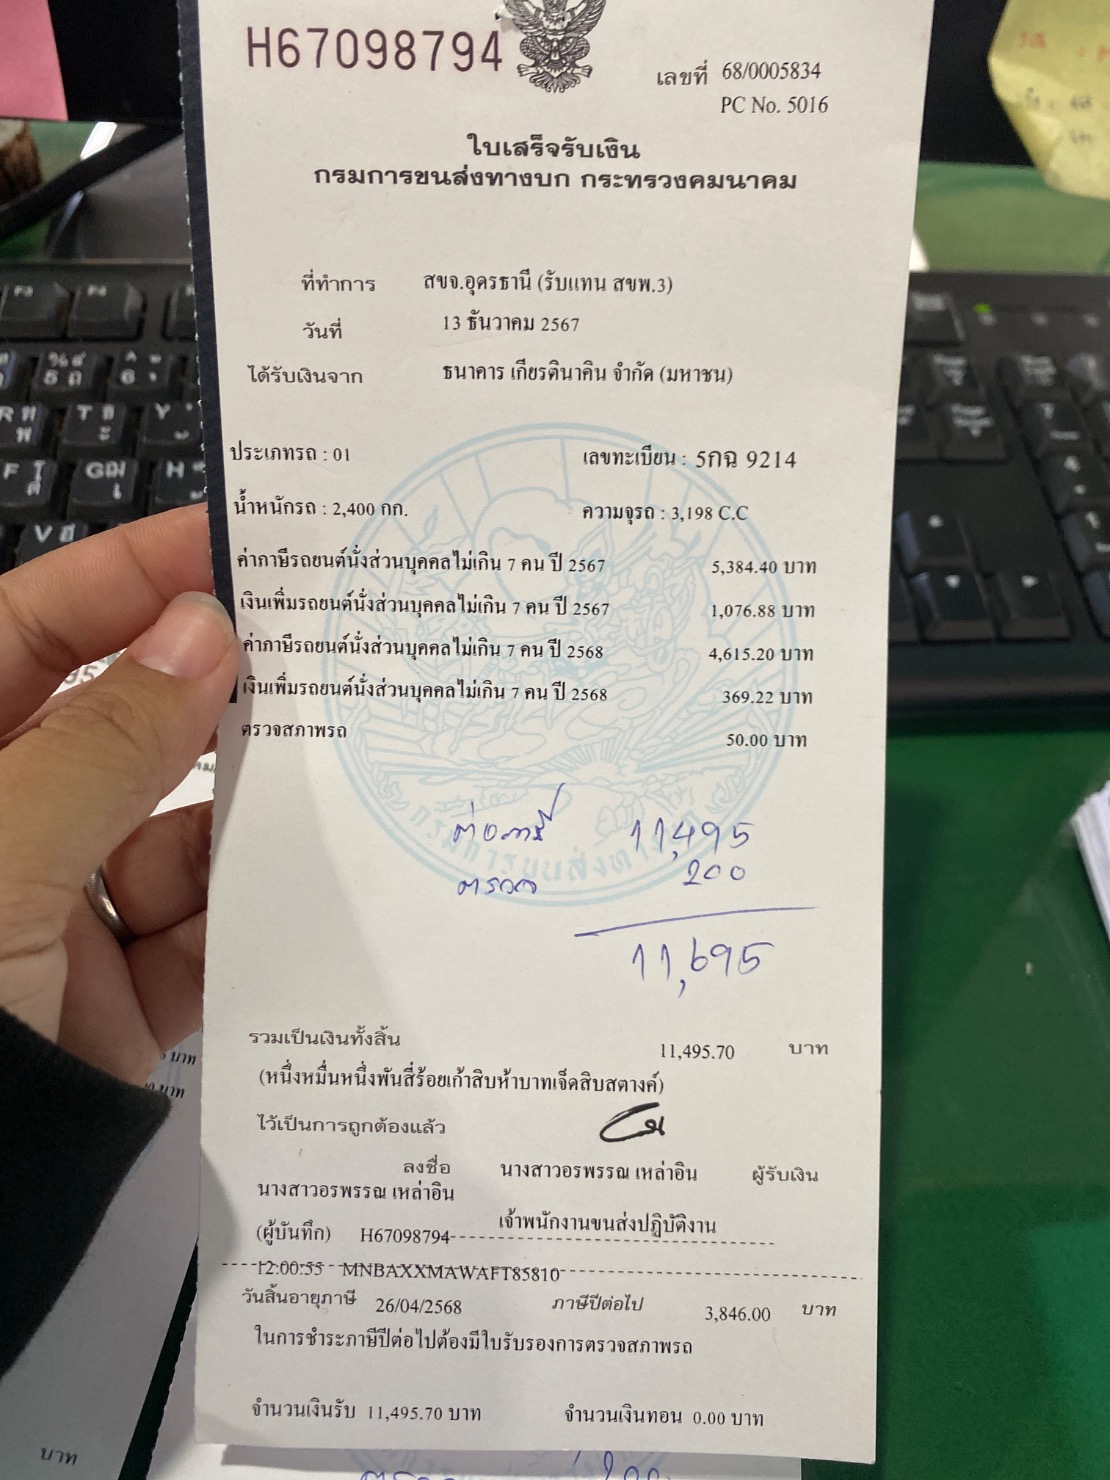 H67098794
เลขที่ 68/0005834
PC No. 5016
ใบเสร็จรับเงิน
กรมการขนส่งทางบก กระทรวงคมนาคม
ที่ทำการ สขจ.อุดรธานี (รับแทน สขพ.3)
วันที่ 13 ธันวาคม 2567
ได้รับเงินจาก ธนาคาร เกียรตินาคิน จำกัด (มหาชน)
ประเภทรถ : 01 เลขทะเบียน : 5กฉ 9214
น้ำหนักรถ : 2,400 กก. ความจุรถ : 3,198 C.C
ค่าภาษีรถยนต์นั่งส่วนบุคคลไม่เกิน 7 คน ปี 2567 5,384.40 บาท
เงินเพิ่มรถยนต์นั่งส่วนบุคคลไม่เกิน 7 คน ปี 2567 1,076.88 บาท
ค่าภาษีรถยนต์นั่งส่วนบุคคลไม่เกิน 7 คน ปี 2568 4,615.20 บาท
เงินเพิ่มรถยนต์นั่งส่วนบุคคลไม่เกิน 7 คน ปี 2568 369.22 บาท
ตรวจสภาพรถ 50.00 บาท
ต่อภาษี 11,495
ตรวจ 200
11,695
กรมการขนส่งทาง
รวมเป็นเงินทั้งสิ้น 11,495.70 บาท
(หนึ่งหมื่นหนึ่งพันสี่ร้อยเก้าสิบห้าบาทเจ็ดสิบสตางค์)
ไว้เป็นการถูกต้องแล้ว
ลงชื่อ นางสาวอรพรรณ เหล่าอิน ผู้รับเงิน
นางสาวอรพรรณ เหล่าอิน
เจ้าพนักงานขนส่งปฏิบัติงาน
(ผู้บันทึก) H67098794
12:00:55 MNBAXXMAWAFT85810
วันสิ้นอายุภาษี 26/04/2568 ภาษีปีต่อไป 3,846.00 บาท
ในการชำระภาษีปีต่อไปต้องมีใบรับรองการตรวจสภาพรถ
จำนวนเงินรับ 11,495.70 บาท จำนวนเงินทอน 0.00 บาท
บาท
บาท
บาท